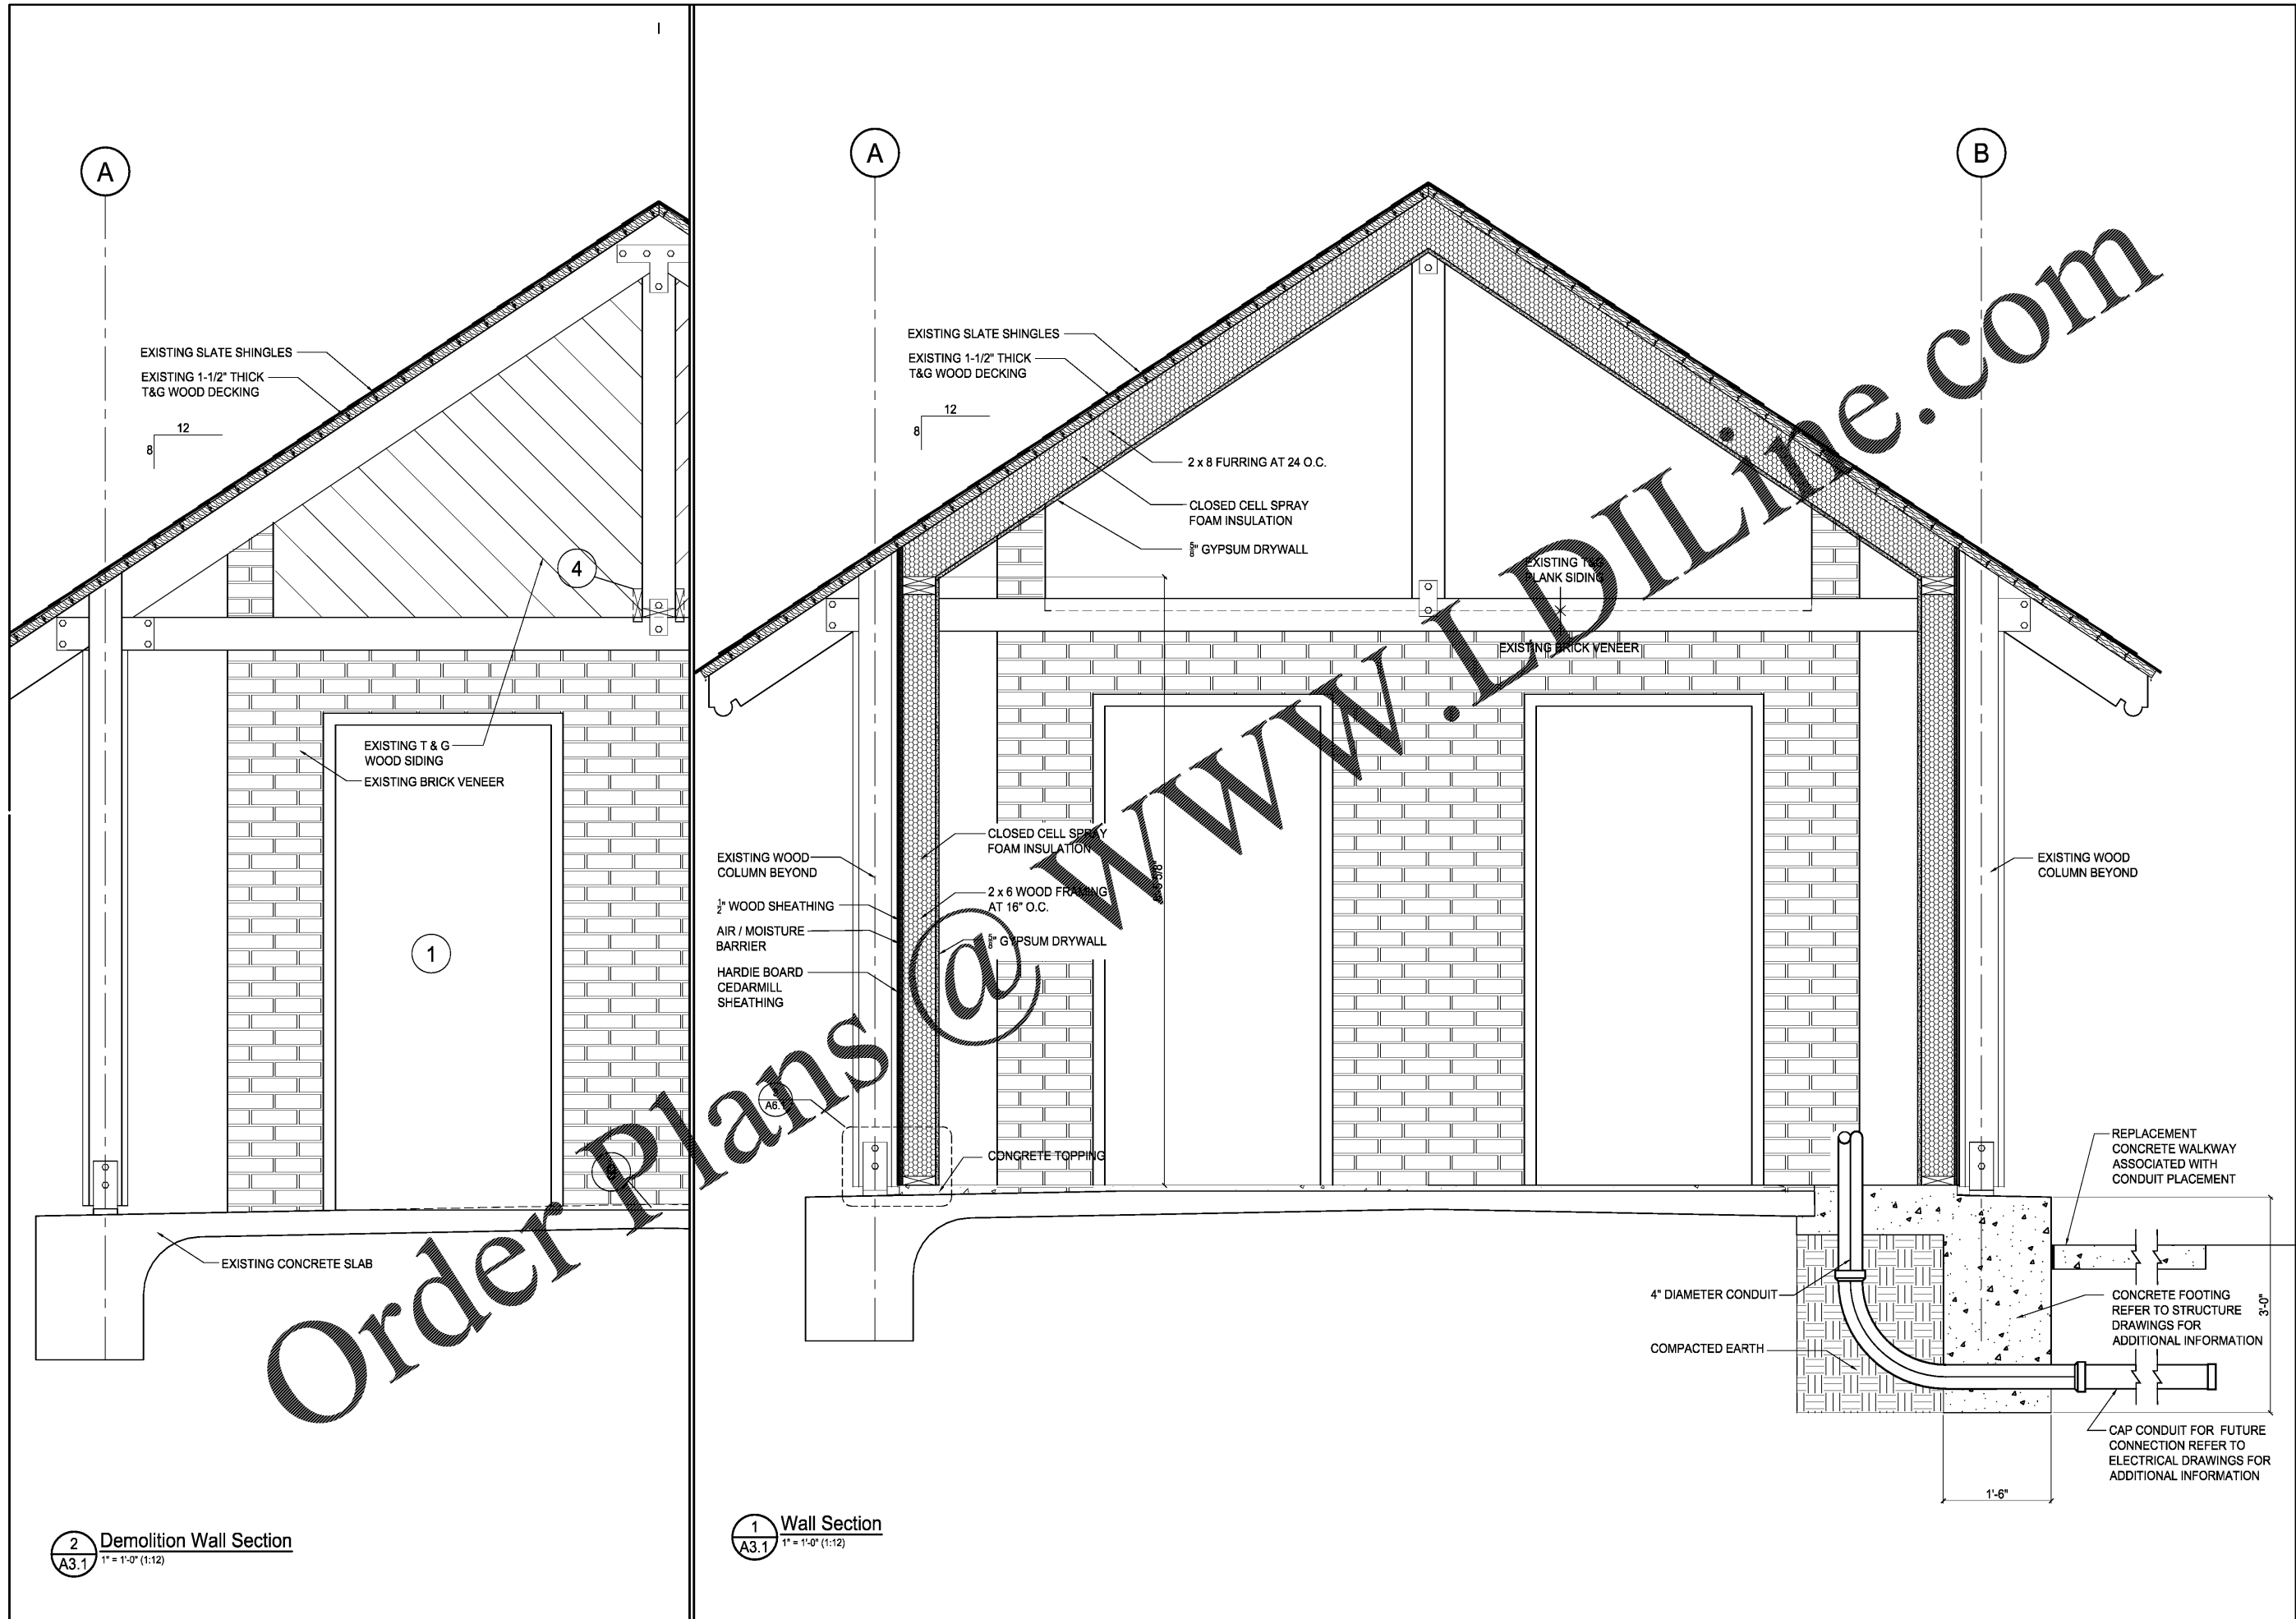 A
EXISTING SLATE SHINGLES
EXISTING 1-1/2" THICK
T&G WOOD DECKING
12
8
4
EXISTING T & G
WOOD SIDING
EXISTING BRICK VENEER
1
9
EXISTING CONCRETE SLAB
2
A3.1
Demolition Wall Section
1" = 1'-0" (1:12)
A
B
EXISTING SLATE SHINGLES
EXISTING 1-1/2" THICK
T&G WOOD DECKING
12
8
2 x 8 FURRING AT 24 O.C.
CLOSED CELL SPRAY
FOAM INSULATION
5/8" GYPSUM DRYWALL
EXISTING T&G
PLANK SIDING
EXISTING BRICK VENEER
CLOSED CELL SPRAY
FOAM INSULATION
2 x 6 WOOD FRAMING
AT 16" O.C.
5/8" GYPSUM DRYWALL
EXISTING WOOD
COLUMN BEYOND
1/2" WOOD SHEATHING
AIR / MOISTURE
BARRIER
HARDIE BOARD
CEDARMILL
SHEATHING
A6.1
CONCRETE TOPPING
EXISTING WOOD
COLUMN BEYOND
REPLACEMENT
CONCRETE WALKWAY
ASSOCIATED WITH
CONDUIT PLACEMENT
4" DIAMETER CONDUIT
COMPACTED EARTH
CONCRETE FOOTING
REFER TO STRUCTURE
DRAWINGS FOR
ADDITIONAL INFORMATION
3'-0"
CAP CONDUIT FOR FUTURE
CONNECTION REFER TO
ELECTRICAL DRAWINGS FOR
ADDITIONAL INFORMATION
1'-6"
1
A3.1
Wall Section
1" = 1'-0" (1:12)
Order Plans @ www.LDILine.com